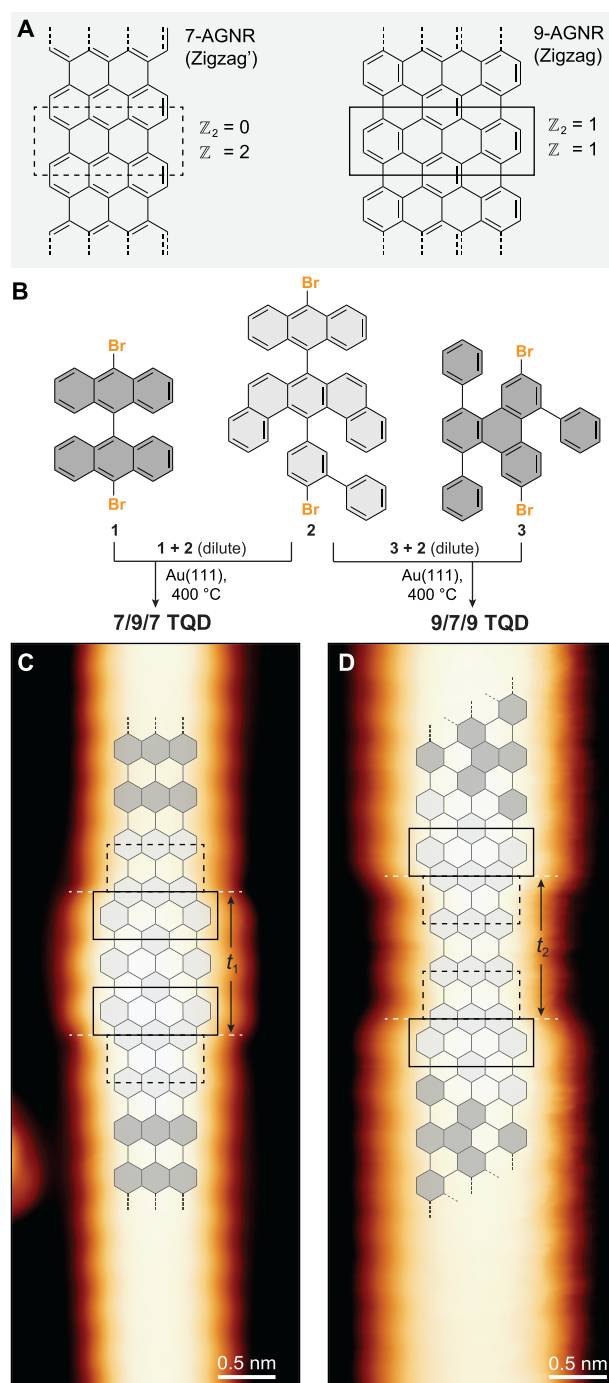 A
7-AGNR
(Zigzag’)
ℤ₂ = 0
ℤ = 2
9-AGNR
(Zigzag)
ℤ₂ = 1
ℤ = 1
B
Br
Br
1
Br
Br
2
Br
Br
3
1 + 2 (dilute)
3 + 2 (dilute)
Au(111),
400 °C
Au(111),
400 °C
7/9/7 TQD
9/7/9 TQD
C
t₁
0.5 nm
D
t₂
0.5 nm